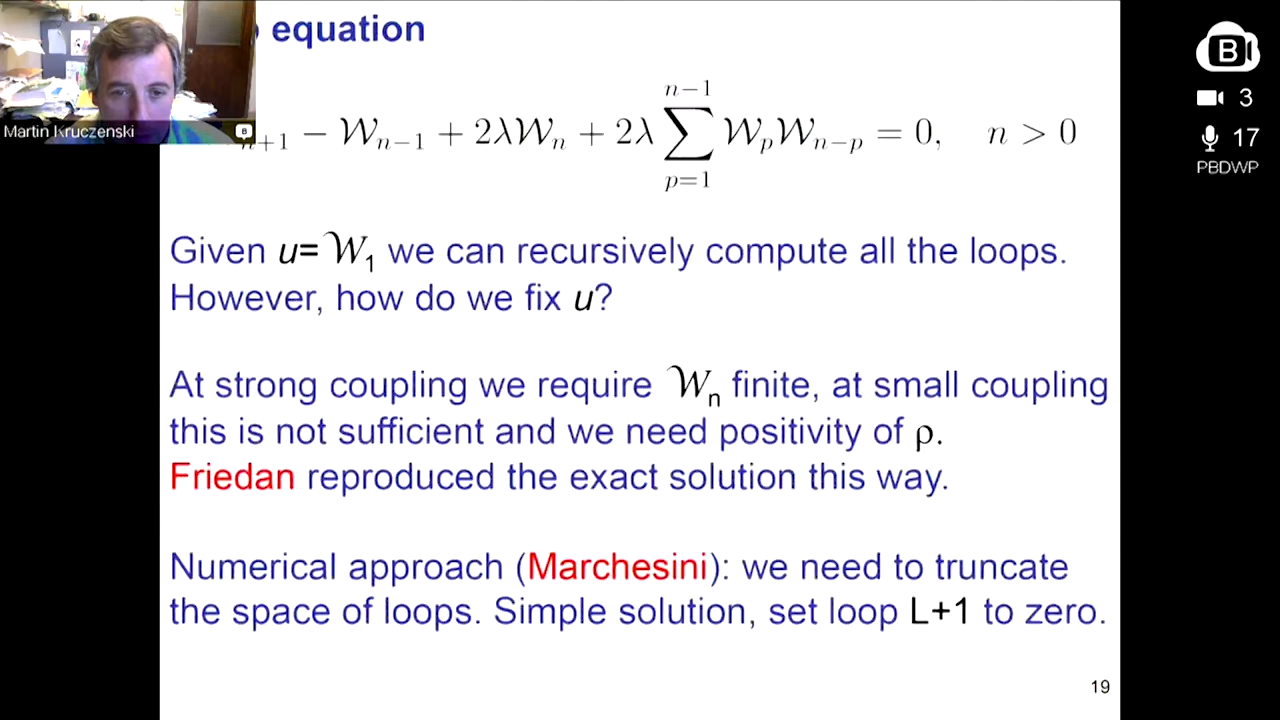 equation
n+1 − 𝒲n−1 + 2λ𝒲n + 2λ ∑_{p=1}^{n−1} 𝒲p𝒲n−p = 0, n > 0
Martin Kruczenski
B
B
3
17
PBDWP
Given u= 𝒲1 we can recursively compute all the loops.
However, how do we fix u?
At strong coupling we require 𝒲n finite, at small coupling
this is not sufficient and we need positivity of ρ.
Friedan reproduced the exact solution this way.
Numerical approach (Marchesini): we need to truncate
the space of loops. Simple solution, set loop L+1 to zero.
19